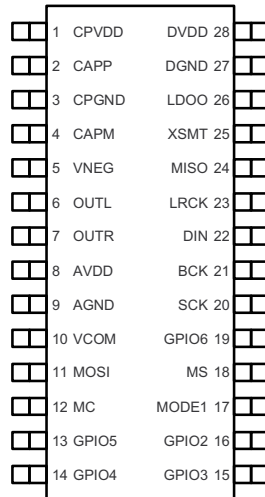 1 CPVDD DVDD 28
2 CAPP DGND 27
3 CPGND LDOO 26
4 CAPM XSMT 25
5 VNEG MISO 24
6 OUTL LRCK 23
7 OUTR DIN 22
8 AVDD BCK 21
9 AGND SCK 20
10 VCOM GPIO6 19
11 MOSI MS 18
12 MC MODE1 17
13 GPIO5 GPIO2 16
14 GPIO4 GPIO3 15